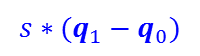 s * (q₁ − q₀)